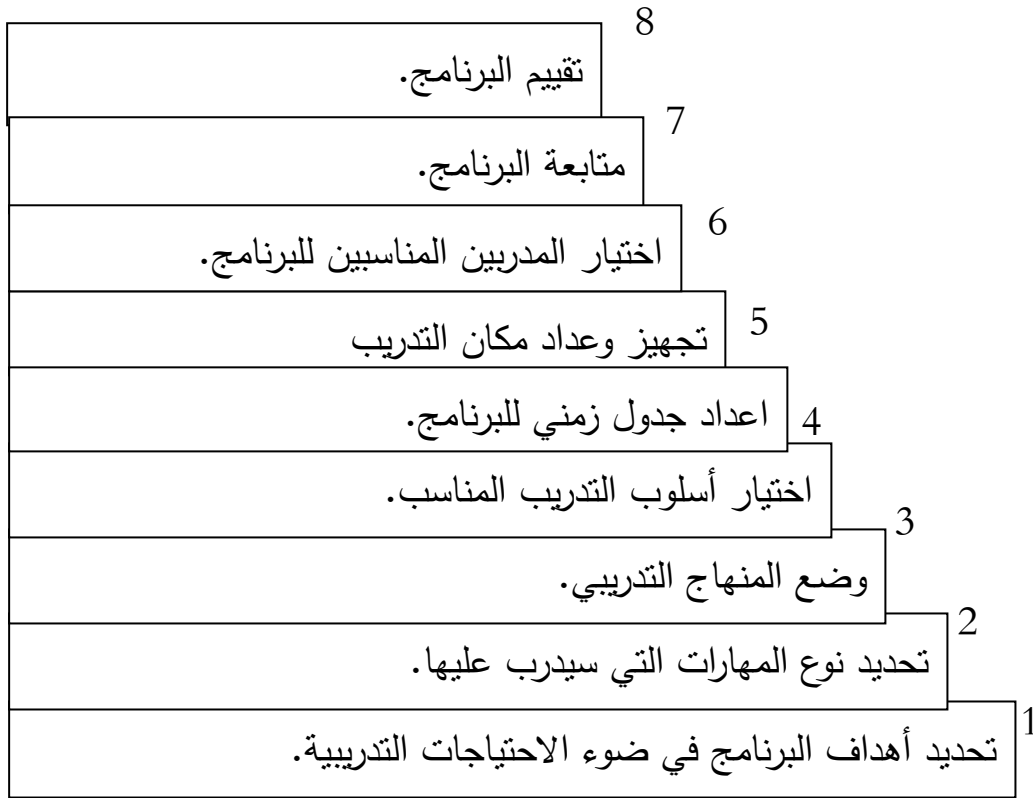 8
تقييم البرنامج.
7
متابعة البرنامج.
6
اختيار المدربين المناسبين للبرنامج.
5
تجهيز وعداد مكان التدريب
4
اعداد جدول زمني للبرنامج.
اختيار أسلوب التدريب المناسب.
3
وضع المنهاج التدريبي.
2
تحديد نوع المهارات التي سيدرب عليها.
1
تحديد أهداف البرنامج في ضوء الاحتياجات التدريبية.